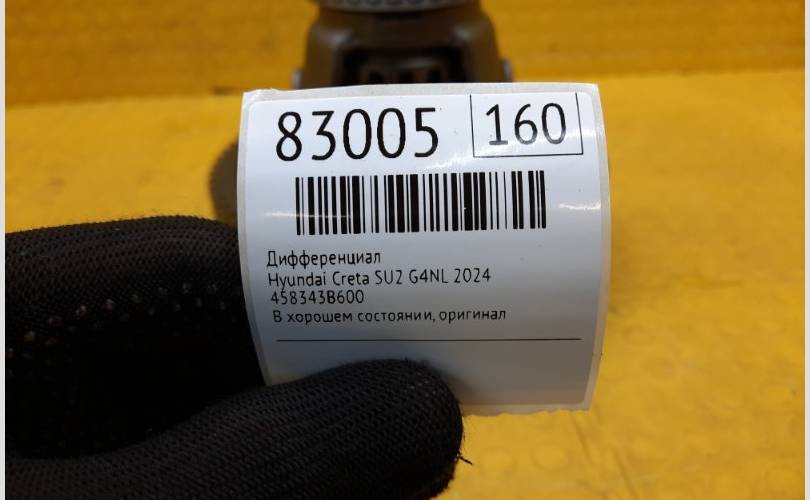 83005 160
Дифференциал
Hyundai Creta SU2 G4NL 2024
458343B600
В хорошем состоянии, оригинал